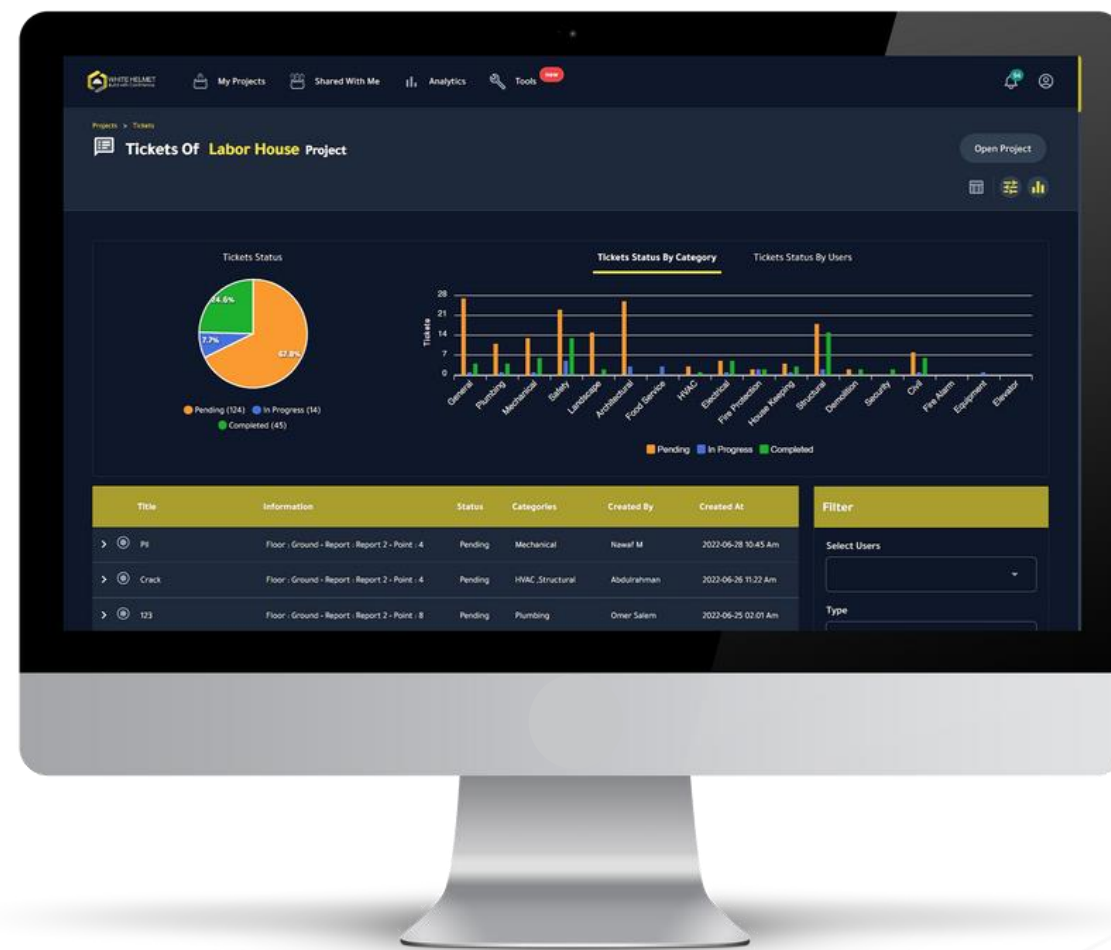 WHITE HELMET
Build with Confidence
My Projects
Shared With Me
Analytics
Tools
new
Projects > Tickets
Tickets Of Labor House Project
Open Project
Tickets Status
24.6%
7.7%
67.8%
Pending (124) In Progress (14)
Completed (45)
Tickets Status By Category Tickets Status By Users
Tickets
28
21
14
7
0
General Plumbing Mechanical Safety Landscape Architectural Food Service HVAC Electrical Fire Protection House Keeping Structural Demolition Security Civil Fire Alarm Equipment Elevator
Pending In Progress Completed
Title Information Status Categories Created By Created At
Pil Floor : Ground - Report : Report 2 - Point : 4 Pending Mechanical Nawaf M 2022-06-28 10:45 Am
Crack Floor : Ground - Report : Report 2 - Point : 4 Pending HVAC ,Structural Abdulrahman 2022-06-26 11:22 Am
123 Floor : Ground - Report : Report 2 - Point : 8 Pending Plumbing Omer Salem 2022-06-25 02:01 Am
Filter
Select Users
Type